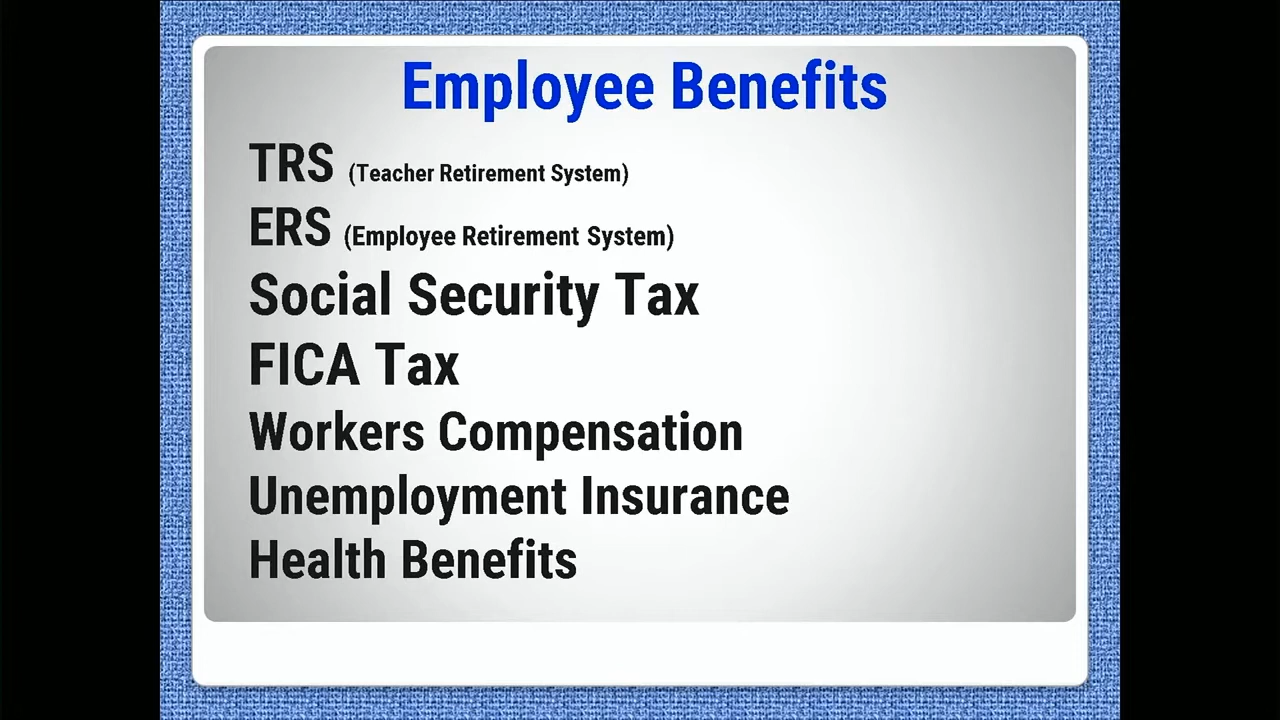 Employee Benefits
TRS (Teacher Retirement System)
ERS (Employee Retirement System)
Social Security Tax
FICA Tax
Workers Compensation
Unemployment Insurance
Health Benefits